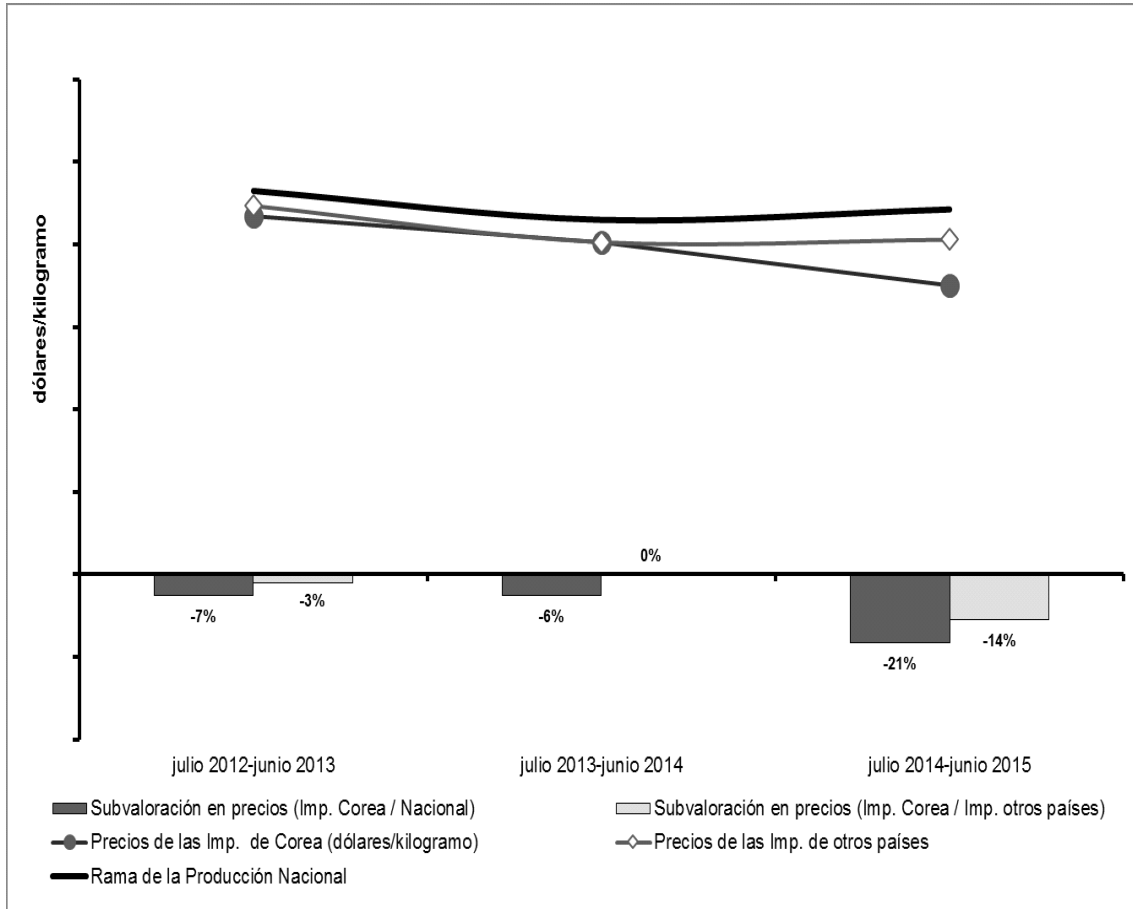 dólares/kilogramo
0%
-7%
-3%
-6%
-21%
-14%
julio 2012-junio 2013
julio 2013-junio 2014
julio 2014-junio 2015
Subvaloración en precios (Imp. Corea / Nacional)
Subvaloración en precios (Imp. Corea / Imp. otros países)
Precios de las Imp. de Corea (dólares/kilogramo)
Precios de las Imp. de otros países
Rama de la Producción Nacional